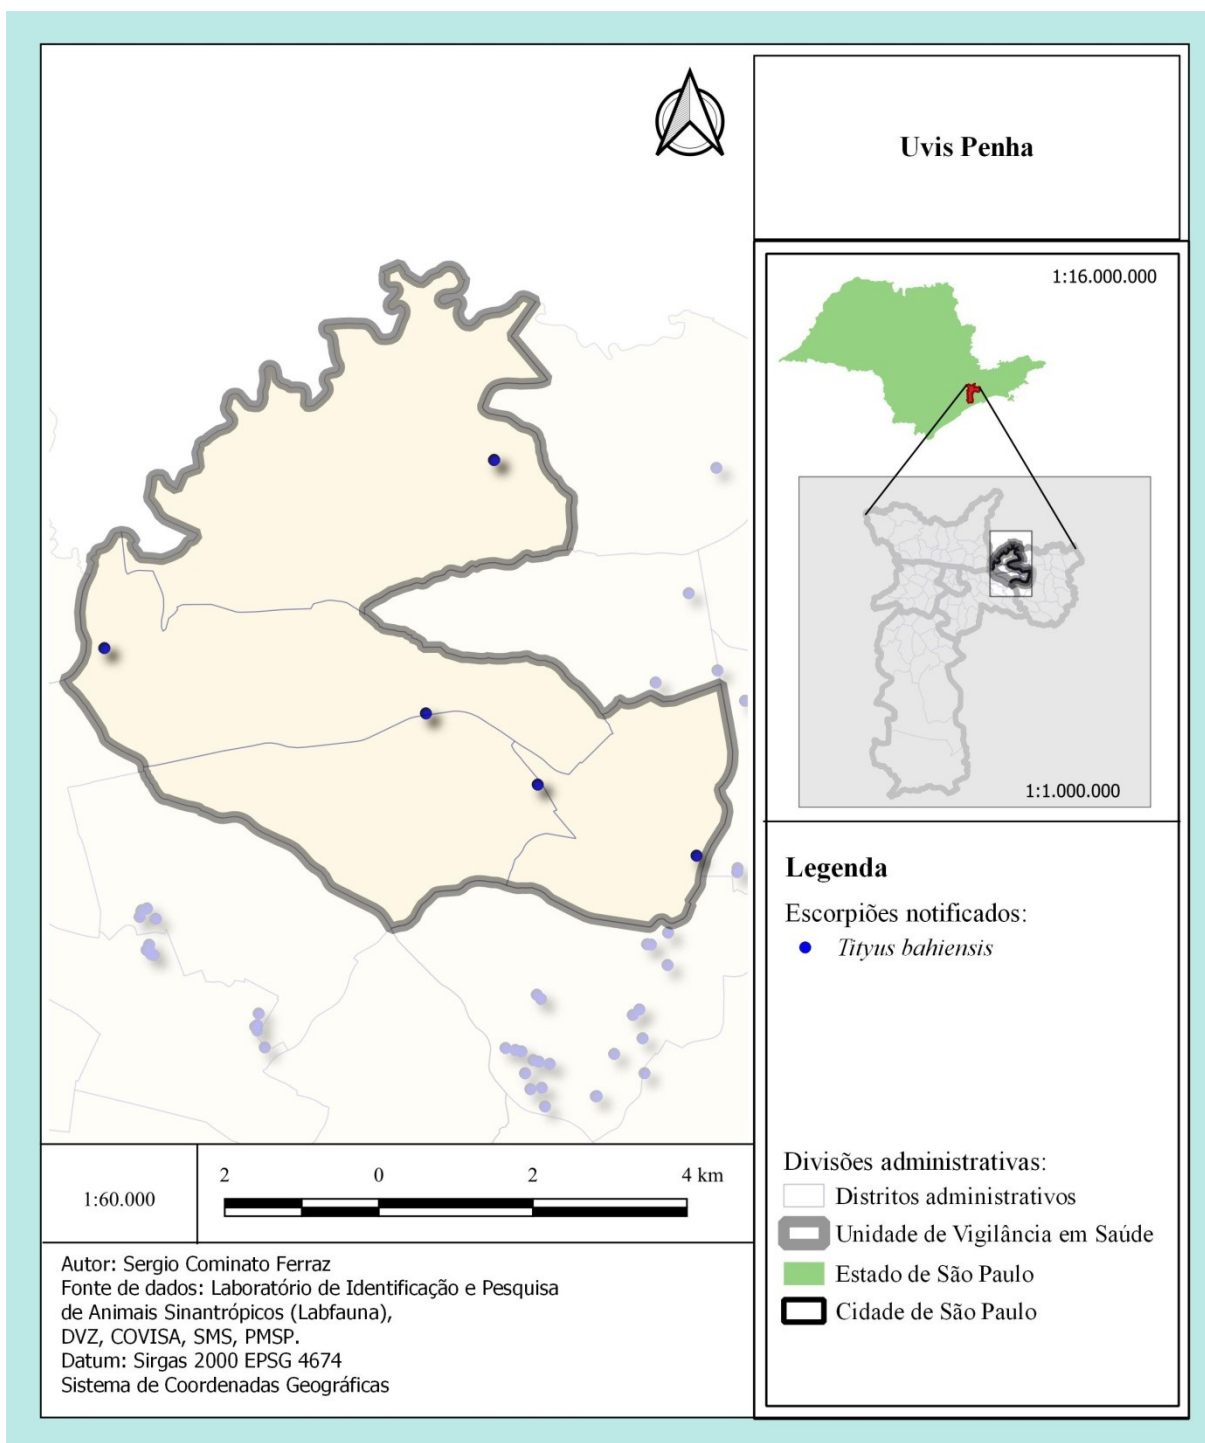 Uvis Penha
1:16.000.000
1:1.000.000
Legenda
Escorpiões notificados:
Tityus bahiensis
Divisões administrativas:
Distritos administrativos
Unidade de Vigilância em Saúde
Estado de São Paulo
Cidade de São Paulo
1:60.000
2 0 2 4 km
Autor: Sergio Cominato Ferraz
Fonte de dados: Laboratório de Identificação e Pesquisa
de Animais Sinantrópicos (Labfauna),
DVZ, COVISA, SMS, PMSP.
Datum: Sirgas 2000 EPSG 4674
Sistema de Coordenadas Geográficas